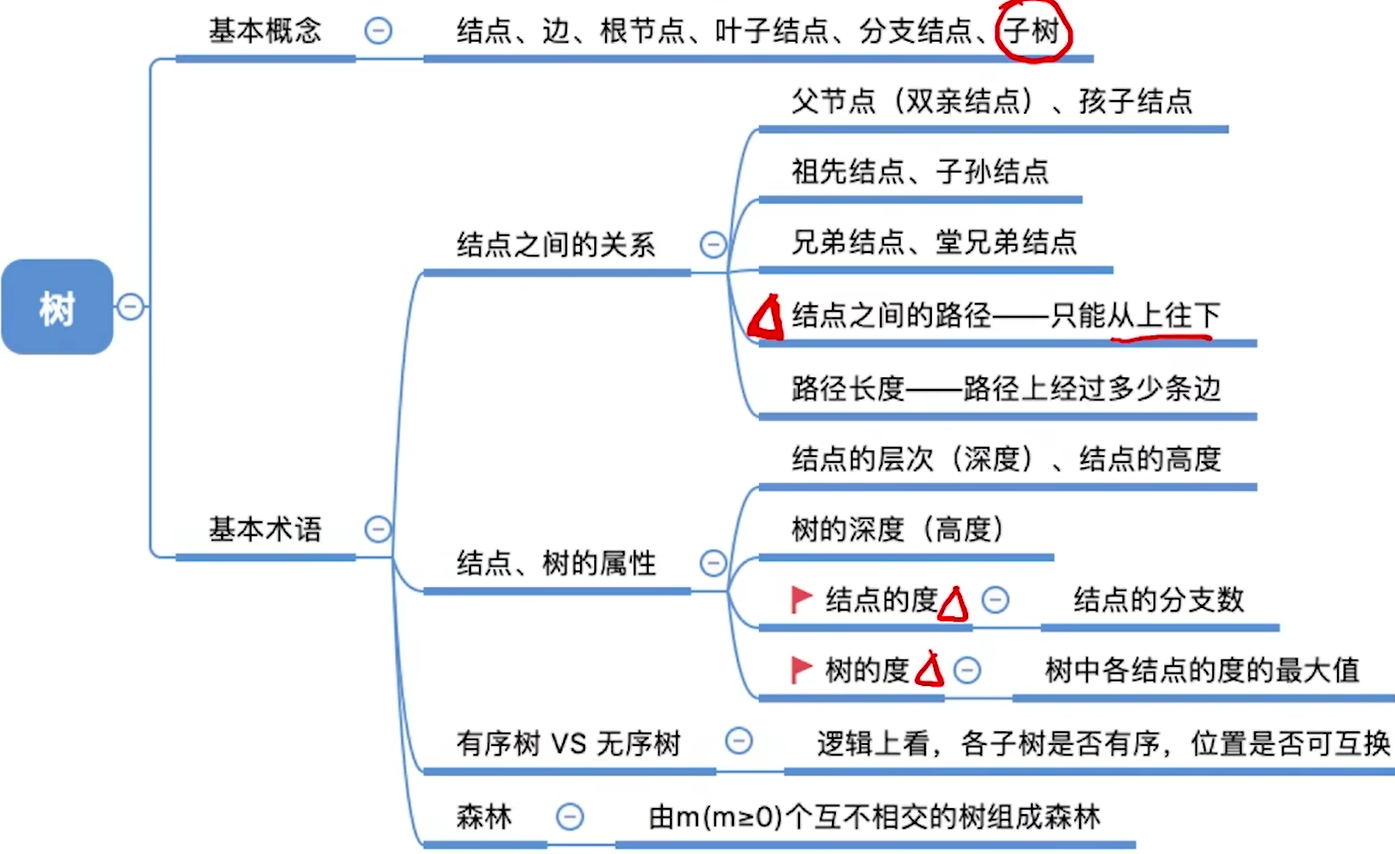 基本概念
结点、边、根节点、叶子结点、分支结点、子树
父节点（双亲结点）、孩子结点
祖先结点、子孙结点
结点之间的关系
兄弟结点、堂兄弟结点
树
结点之间的路径——只能从上往下
路径长度——路径上经过多少条边
结点的层次（深度）、结点的高度
基本术语
树的深度（高度）
结点、树的属性
结点的度
结点的分支数
树的度
树中各结点的度的最大值
有序树 VS 无序树
逻辑上看，各子树是否有序，位置是否可互换
森林
由m(m≥0)个互不相交的树组成森林